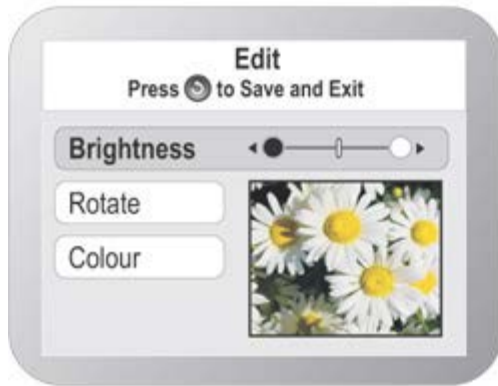 Edit
Press to Save and Exit
Brightness
Rotate
Colour